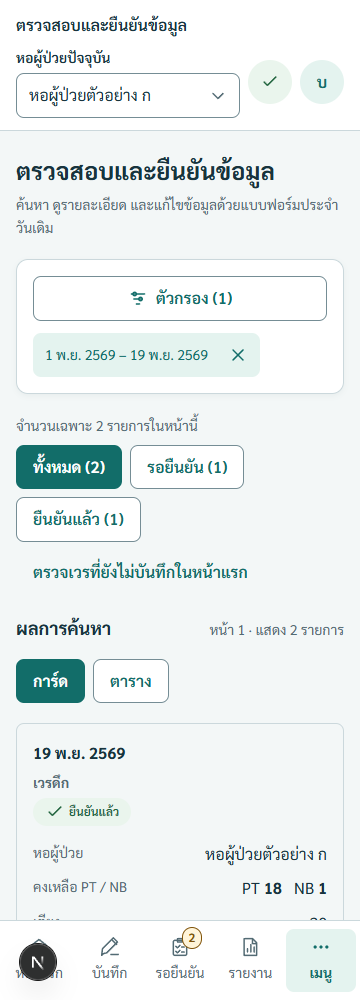 ตรวจสอบและยืนยันข้อมูล
หอผู้ป่วยปัจจุบัน
หอผู้ป่วยตัวอย่าง ก
บ
ตรวจสอบและยืนยันข้อมูล
ค้นหา ดูรายละเอียด และแก้ไขข้อมูลด้วยแบบฟอร์มประจำ
วันเดิม
ตัวกรอง (1)
1 พ.ย. 2569 – 19 พ.ย. 2569
จำนวนเฉพาะ 2 รายการในหน้านี้
ทั้งหมด (2) รอยืนยัน (1)
ยืนยันแล้ว (1)
ตรวจเวรที่ยังไม่บันทึกในหน้าแรก
ผลการค้นหา หน้า 1 · แสดง 2 รายการ
การ์ด ตาราง
19 พ.ย. 2569
เวรดึก
ยืนยันแล้ว
หอผู้ป่วย หอผู้ป่วยตัวอย่าง ก
คงเหลือ PT / NB PT 18 NB 1
2
N บันทึก รอยืนยัน รายงาน เมนู